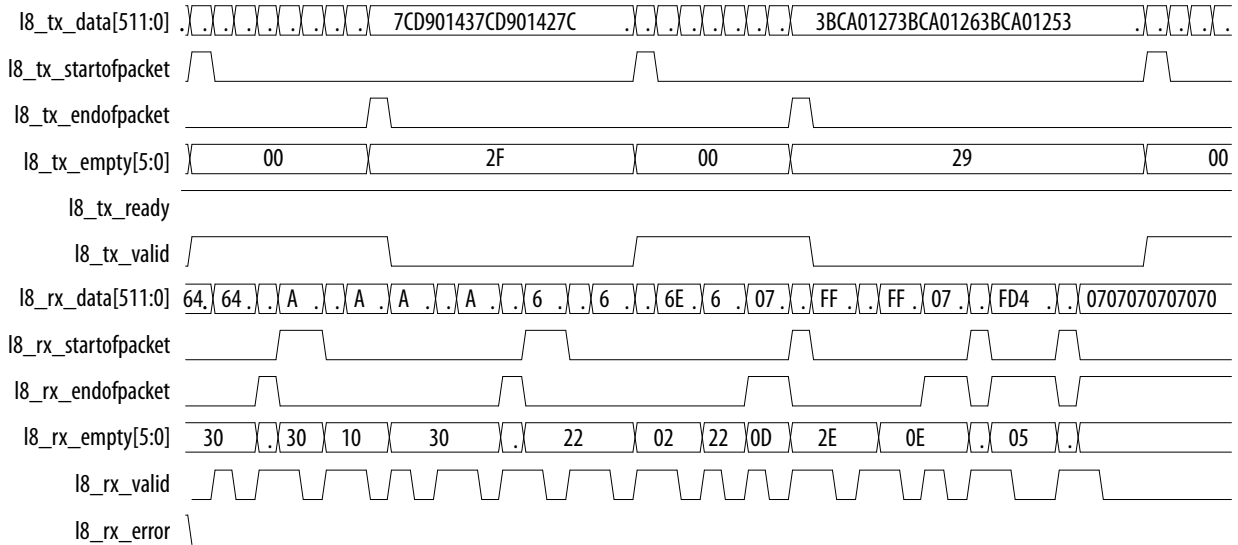 l8_tx_data[511:0] . . . . . . . . . 7CD901437CD901427C . . . . . . . . 3BCA01273BCA01263BCA01253 . . . . .
l8_tx_startofpacket
l8_tx_endofpacket
l8_tx_empty[5:0] 00 2F 00 29 00
l8_tx_ready
l8_tx_valid
l8_rx_data[511:0] 64. 64 . . A . . A . A . . A . . 6 . . 6 . . 6E . 6 . 07 . . FF . . FF . 07 . . FD4 . . 0707070707070
l8_rx_startofpacket
l8_rx_endofpacket
l8_rx_empty[5:0] 30 . 30 10 30 . 22 02 22 0D 2E 0E . 05 .
l8_rx_valid
l8_rx_error